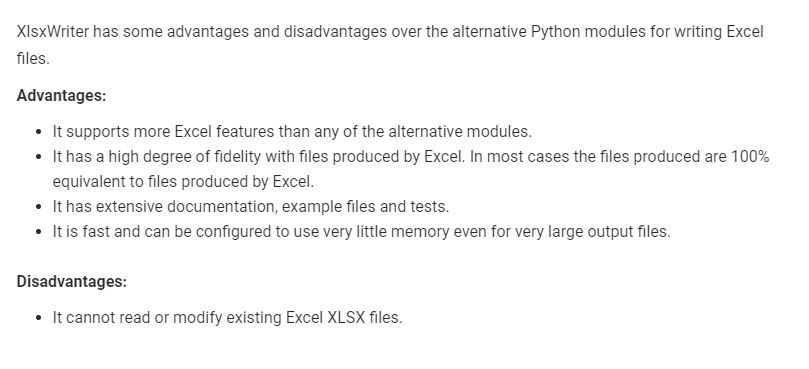 XlsxWriter has some advantages and disadvantages over the alternative Python modules for writing Excel
files.
Advantages:
• It supports more Excel features than any of the alternative modules.
• It has a high degree of fidelity with files produced by Excel. In most cases the files produced are 100%
equivalent to files produced by Excel.
• It has extensive documentation, example files and tests.
• It is fast and can be configured to use very little memory even for very large output files.
Disadvantages:
• It cannot read or modify existing Excel XLSX files.